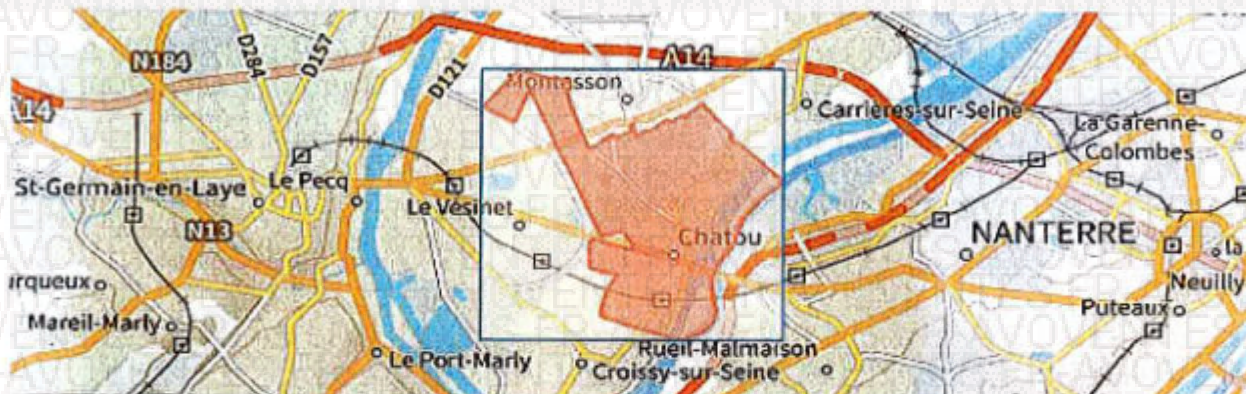 A14
N184
D284
D157
D121
A14
Montesson
Carrières-sur-Seine
La Garenne-
Colombes
St-Germain-en-Laye
Le Pecq
Le Vésinet
N13
Chatou
NANTERRE
la
Neuilly
Mareil-Marly
Puteaux
Le Port-Marly
Rueil-Malmaison
Croissy-sur-Seine